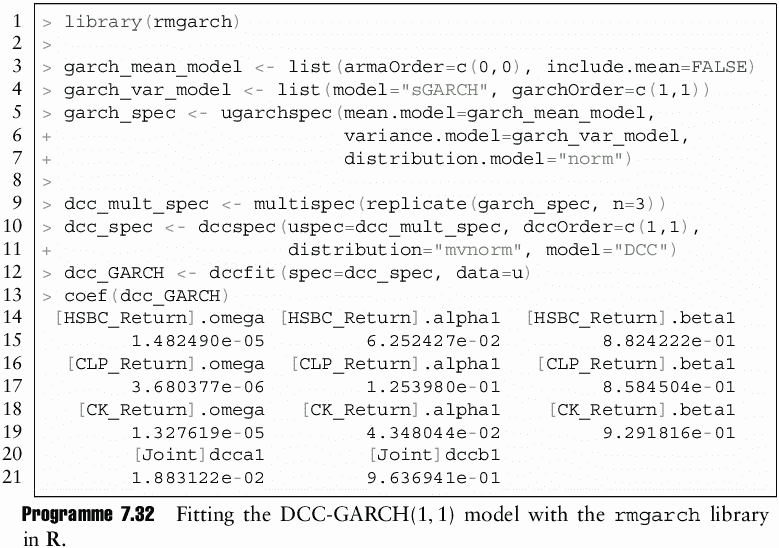 1 > library(rmgarch)
2 >
3 > garch_mean_model <- list(armaOrder=c(0,0), include.mean=FALSE)
4 > garch_var_model <- list(model="sGARCH", garchOrder=c(1,1))
5 > garch_spec <- ugarchspec(mean.model=garch_mean_model,
6 + variance.model=garch_var_model,
7 + distribution.model="norm")
8 >
9 > dcc_mult_spec <- multispec(replicate(garch_spec, n=3))
10 > dcc_spec <- dccspec(uspec=dcc_mult_spec, dccOrder=c(1,1),
11 + distribution="mvnorm", model="DCC")
12 > dcc_GARCH <- dccfit(spec=dcc_spec, data=u)
13 > coef(dcc_GARCH)
14 [HSBC_Return].omega [HSBC_Return].alpha1 [HSBC_Return].beta1
15 1.482490e-05 6.252427e-02 8.824222e-01
16 [CLP_Return].omega [CLP_Return].alpha1 [CLP_Return].beta1
17 3.680377e-06 1.253980e-01 8.584504e-01
18 [CK_Return].omega [CK_Return].alpha1 [CK_Return].beta1
19 1.327619e-05 4.348044e-02 9.291816e-01
20 [Joint]dcca1 [Joint]dccb1
21 1.883122e-02 9.636941e-01
Programme 7.32 Fitting the DCC-GARCH(1, 1) model with the rmgarch library
in R.